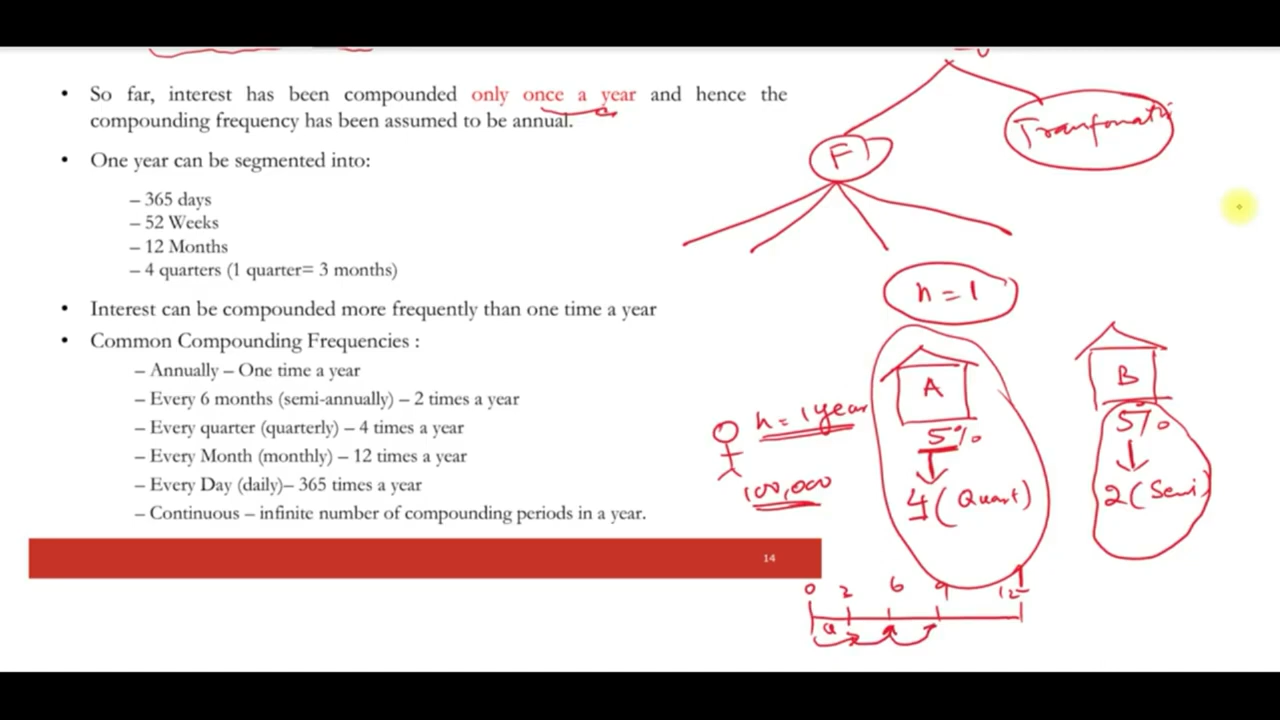 • So far, interest has been compounded only once a year and hence the
compounding frequency has been assumed to be annual.
• One year can be segmented into:
– 365 days
– 52 Weeks
– 12 Months
– 4 quarters (1 quarter= 3 months)
• Interest can be compounded more frequently than one time a year
• Common Compounding Frequencies :
– Annually – One time a year
– Every 6 months (semi-annually) – 2 times a year
– Every quarter (quarterly) – 4 times a year
– Every Month (monthly) – 12 times a year
– Every Day (daily)– 365 times a year
– Continuous – infinite number of compounding periods in a year.
14
F
n = 1
n = 1 year
100,000
A
5%
4 (Quart)
B
5%
2 (Semi)
0 2 6 9 12